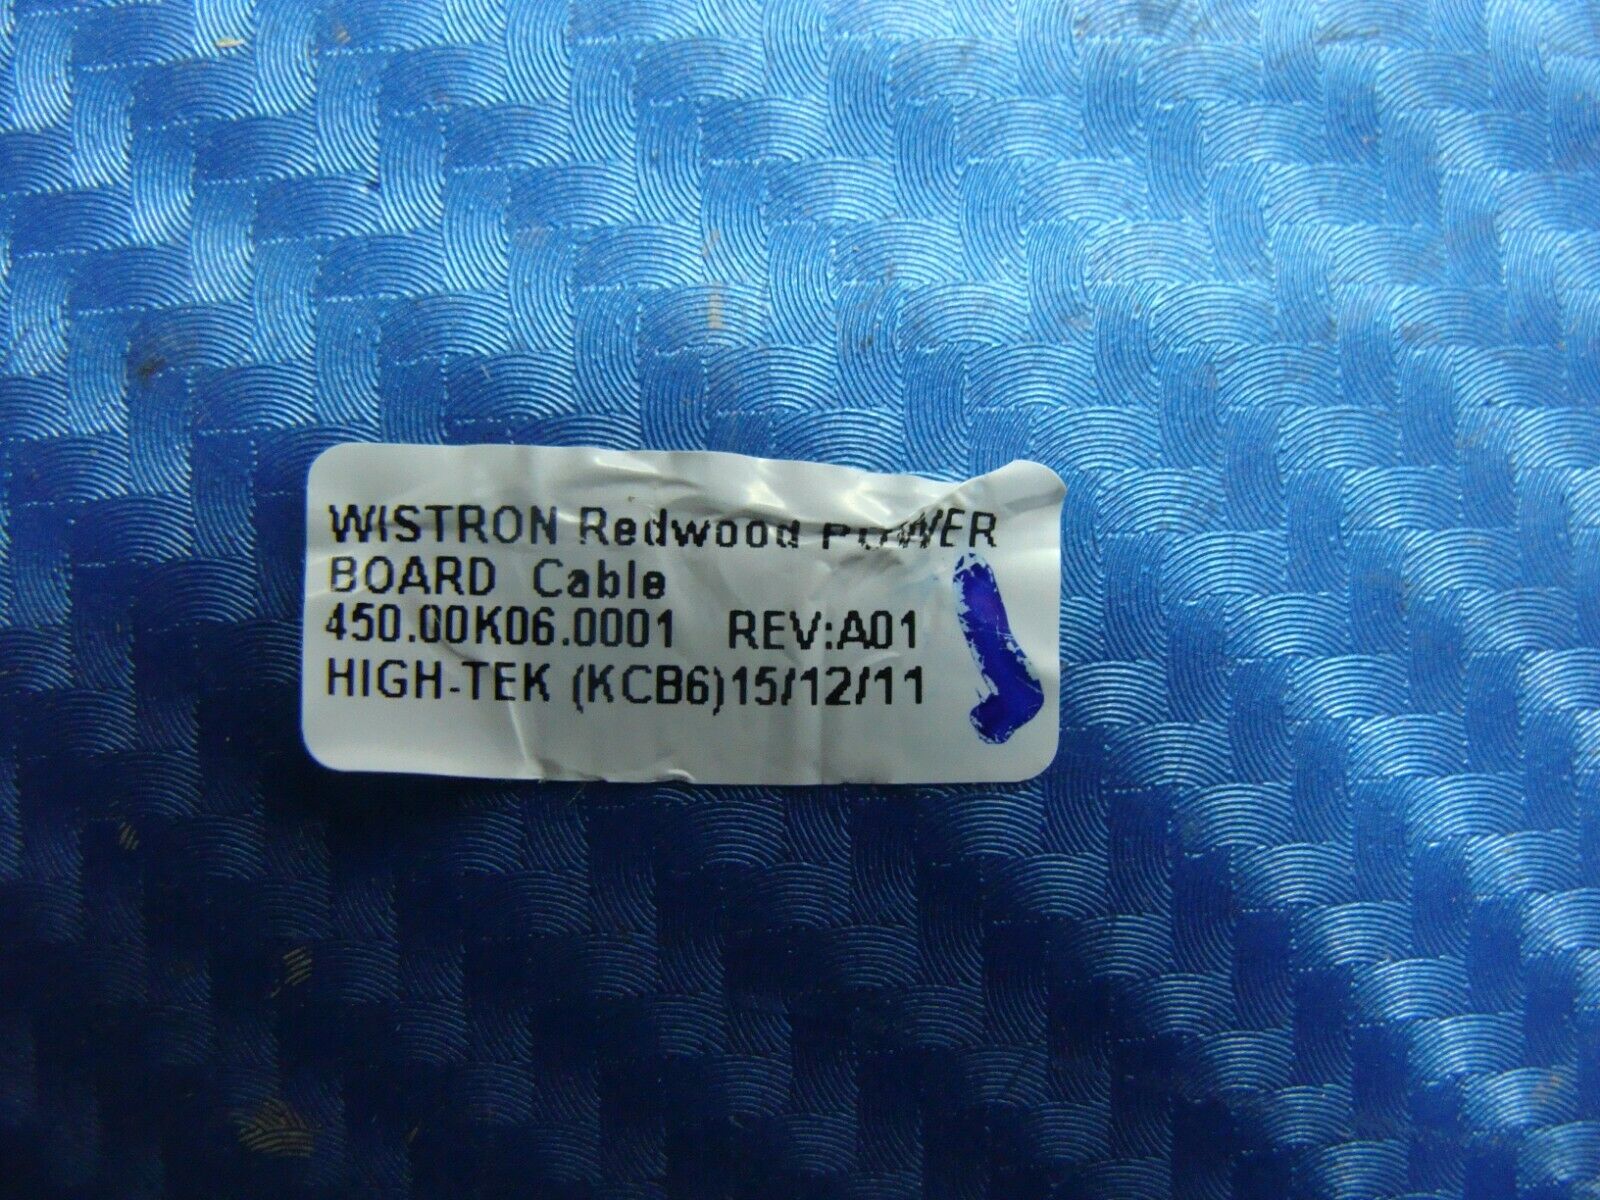 WISTRON Redwood POWER
BOARD Cable
450.00K06.0001 REV:A01
HIGH-TEK (KCB6)15/12/11